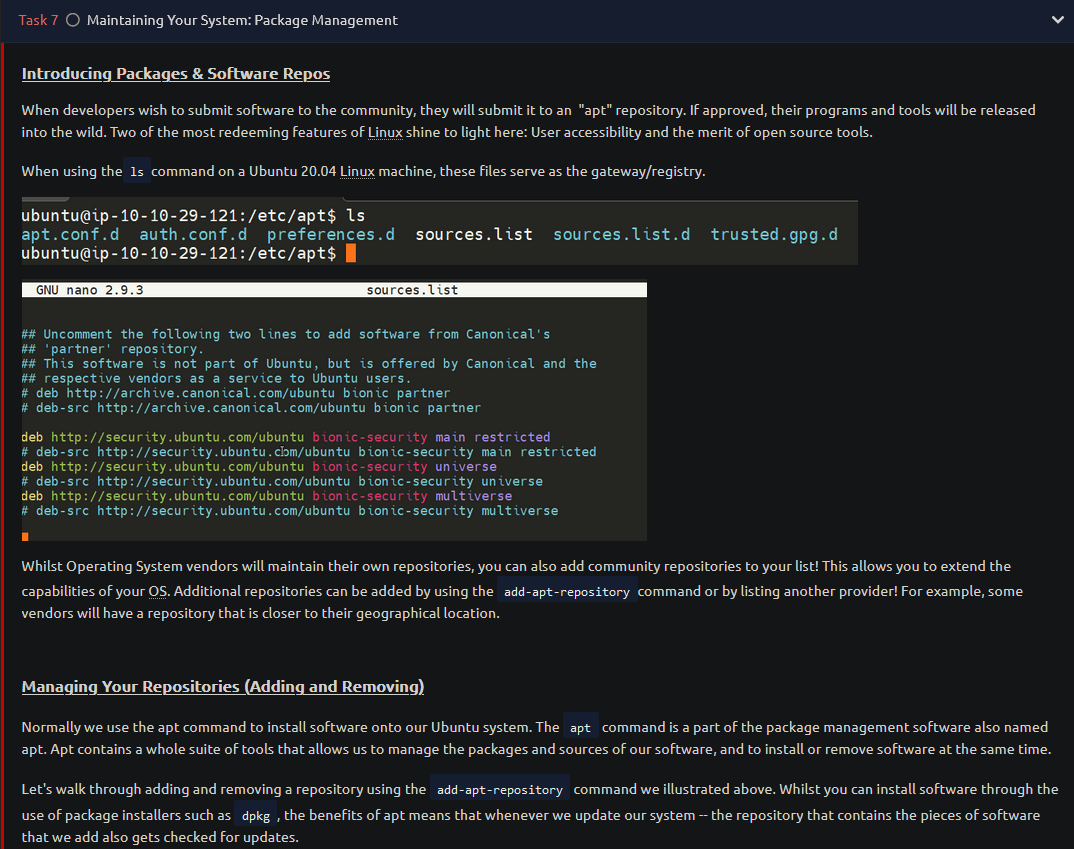 Task 7 Maintaining Your System: Package Management
Introducing Packages & Software Repos
When developers wish to submit software to the community, they will submit it to an  "apt" repository. If approved, their programs and tools will be released
into the wild. Two of the most redeeming features of Linux shine to light here: User accessibility and the merit of open source tools.
When using the ls command on a Ubuntu 20.04 Linux machine, these files serve as the gateway/registry.
ubuntu@ip-10-10-29-121:/etc/apt$ ls
apt.conf.d  auth.conf.d  preferences.d  sources.list  sources.list.d  trusted.gpg.d
ubuntu@ip-10-10-29-121:/etc/apt$
GNU nano 2.9.3 sources.list
## Uncomment the following two lines to add software from Canonical's
## 'partner' repository.
## This software is not part of Ubuntu, but is offered by Canonical and the
## respective vendors as a service to Ubuntu users.
# deb http://archive.canonical.com/ubuntu bionic partner
# deb-src http://archive.canonical.com/ubuntu bionic partner
deb http://security.ubuntu.com/ubuntu bionic-security main restricted
# deb-src http://security.ubuntu.com/ubuntu bionic-security main restricted
deb http://security.ubuntu.com/ubuntu bionic-security universe
# deb-src http://security.ubuntu.com/ubuntu bionic-security universe
deb http://security.ubuntu.com/ubuntu bionic-security multiverse
# deb-src http://security.ubuntu.com/ubuntu bionic-security multiverse
Whilst Operating System vendors will maintain their own repositories, you can also add community repositories to your list! This allows you to extend the
capabilities of your OS. Additional repositories can be added by using the add-apt-repository command or by listing another provider! For example, some
vendors will have a repository that is closer to their geographical location.
Managing Your Repositories (Adding and Removing)
Normally we use the apt command to install software onto our Ubuntu system. The apt command is a part of the package management software also named
apt. Apt contains a whole suite of tools that allows us to manage the packages and sources of our software, and to install or remove software at the same time.
Let's walk through adding and removing a repository using the add-apt-repository command we illustrated above. Whilst you can install software through the
use of package installers such as dpkg , the benefits of apt means that whenever we update our system -- the repository that contains the pieces of software
that we add also gets checked for updates.